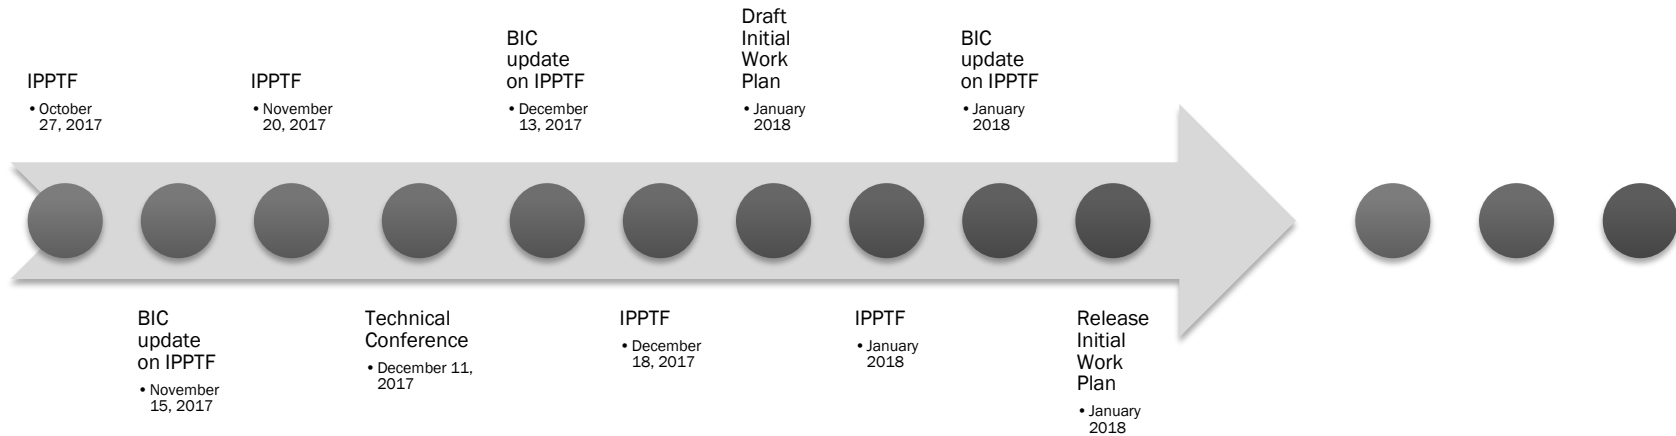 IPPTF
• October
27, 2017
BIC
update
on IPPTF
• November
15, 2017
IPPTF
• November
20, 2017
Technical
Conference
• December 11,
2017
BIC
update
on IPPTF
• December
13, 2017
IPPTF
• December
18, 2017
Draft
Initial
Work
Plan
• January
2018
IPPTF
• January
2018
BIC
update
on IPPTF
• January
2018
Release
Initial
Work
Plan
• January
2018